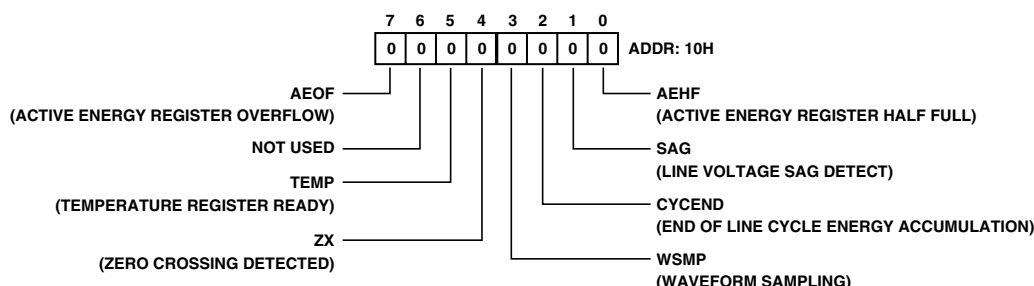 7 6 5 4 3 2 1 0
0 0 0 0 0 0 0 0 ADDR: 10H
AEOF
(ACTIVE ENERGY REGISTER OVERFLOW)
NOT USED
TEMP
(TEMPERATURE REGISTER READY)
ZX
(ZERO CROSSING DETECTED)
AEHF
(ACTIVE ENERGY REGISTER HALF FULL)
SAG
(LINE VOLTAGE SAG DETECT)
CYCEND
(END OF LINE CYCLE ENERGY ACCUMULATION)
WSMP
(WAVEFORM SAMPLING)